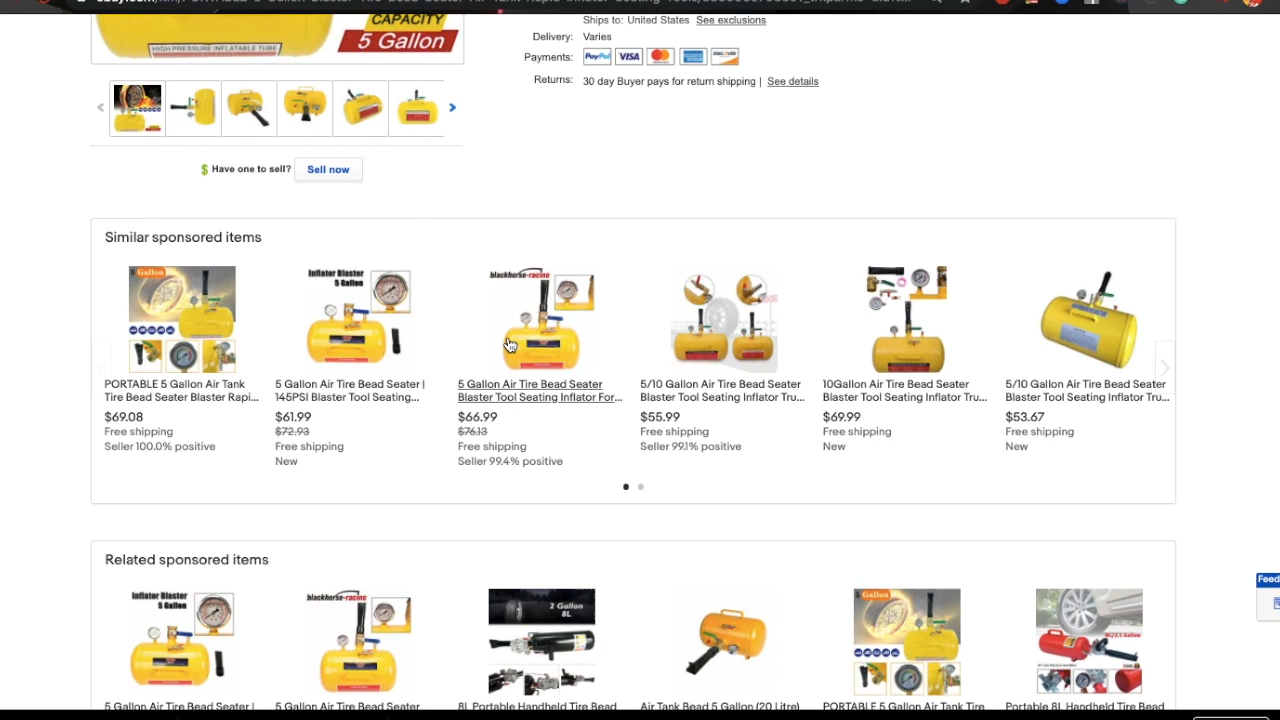 CAPACITY
5 Gallon
HIGH PRESSURE INFLATABLE TUBE
Ships to: United States See exclusions
Delivery: Varies
Payments: PayPal VISA
DISCOVER
Returns: 30 day Buyer pays for return shipping | See details
Have one to sell? Sell now
Similar sponsored items
5 Gallon
Inflator Blaster
5 Gallon
blackhorse-racing
PORTABLE 5 Gallon Air Tank
Tire Bead Seater Blaster Rapi...
$69.08
Free shipping
Seller 100.0% positive
5 Gallon Air Tire Bead Seater |
145PSI Blaster Tool Seating...
$61.99
$72.93
Free shipping
New
5 Gallon Air Tire Bead Seater
Blaster Tool Seating Inflator For...
$66.99
$76.13
Free shipping
Seller 99.4% positive
5/10 Gallon Air Tire Bead Seater
Blaster Tool Seating Inflator Tru...
$55.99
Free shipping
Seller 99.1% positive
10Gallon Air Tire Bead Seater
Blaster Tool Seating Inflator Tru...
$69.99
Free shipping
New
5/10 Gallon Air Tire Bead Seater
Blaster Tool Seating Inflator Tru...
$53.67
Free shipping
New
Related sponsored items
Inflator Blaster
5 Gallon
blackhorse-racing
2 Gallon
8L
5 Gallon
8L/2.1 Gallon
5 Gallon Air Tire Bead Seater |
5 Gallon Air Tire Bead Seater
8L Portable Handheld Tire Bead
Air Tank Bead 5 Gallon (20 Litre)
PORTABLE 5 Gallon Air Tank Tire
Portable 8L Handheld Tire Bead
Feed